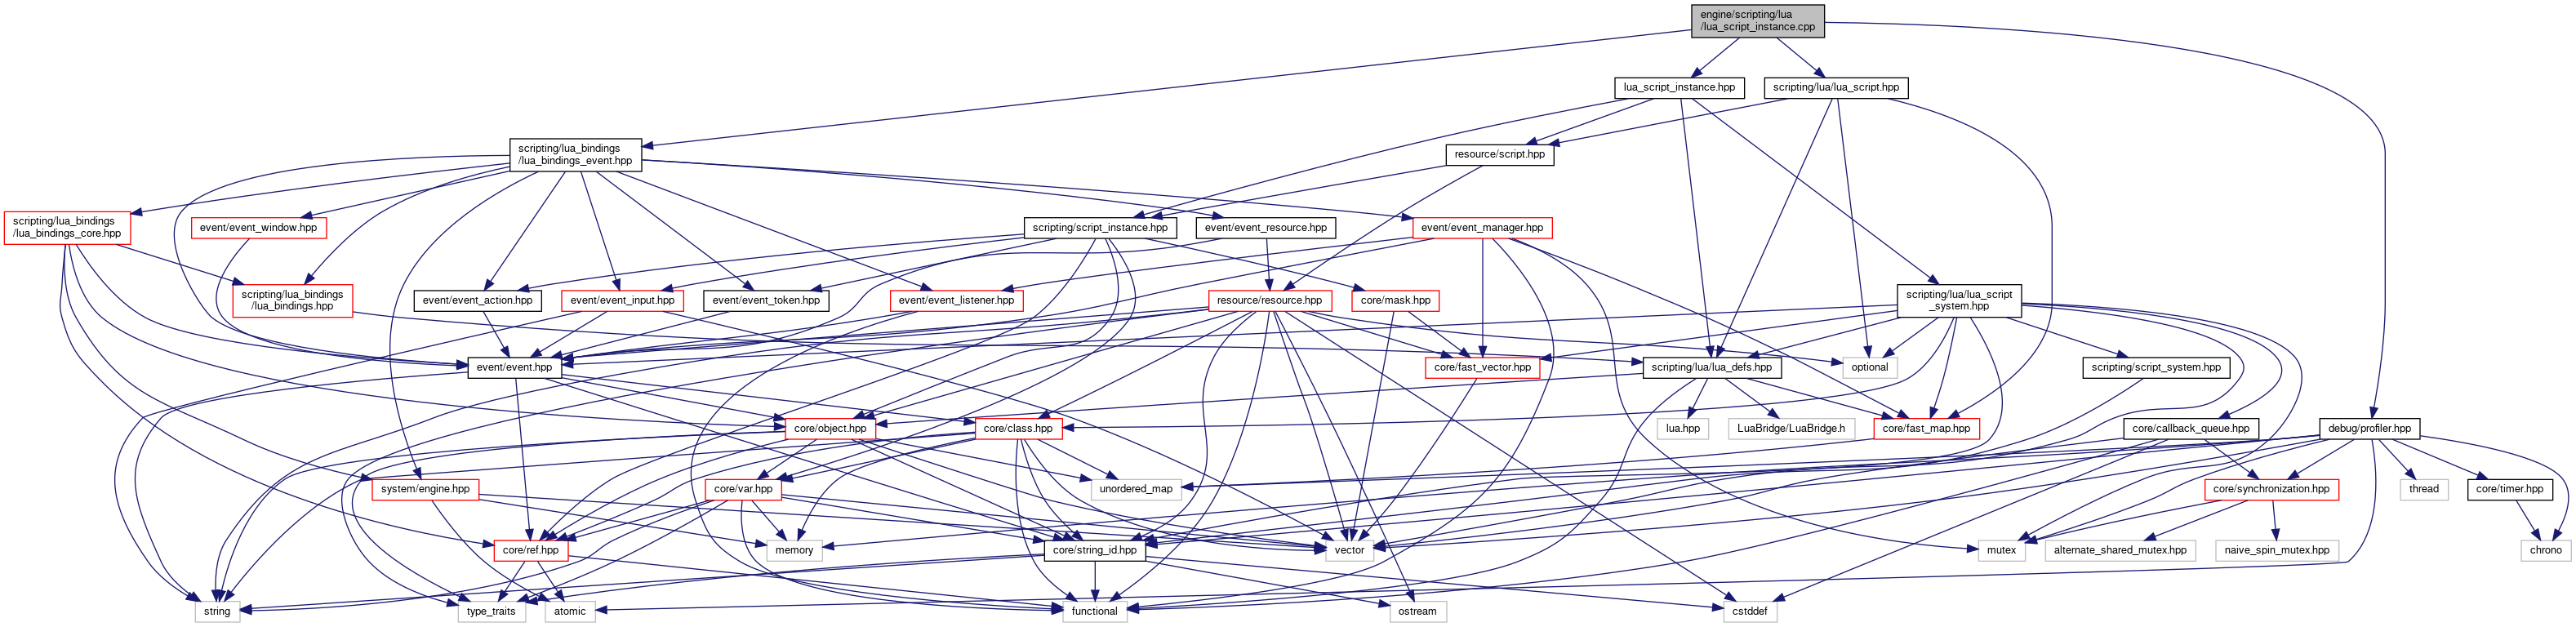 engine/scripting/lua
/lua_script_instance.cpp
lua_script_instance.hpp
scripting/lua/lua_script.hpp
scripting/lua_bindings
/lua_bindings_event.hpp
resource/script.hpp
scripting/lua_bindings
/lua_bindings_core.hpp
event/event_window.hpp
scripting/script_instance.hpp
event/event_resource.hpp
event/event_manager.hpp
scripting/lua_bindings
/lua_bindings.hpp
event/event_action.hpp
event/event_input.hpp
event/event_token.hpp
event/event_listener.hpp
resource/resource.hpp
core/mask.hpp
scripting/lua/lua_script
_system.hpp
event/event.hpp
core/fast_vector.hpp
scripting/lua/lua_defs.hpp
optional
scripting/script_system.hpp
core/object.hpp
core/class.hpp
lua.hpp
LuaBridge/LuaBridge.h
core/fast_map.hpp
core/callback_queue.hpp
debug/profiler.hpp
system/engine.hpp
core/var.hpp
unordered_map
core/synchronization.hpp
thread
core/timer.hpp
core/ref.hpp
memory
core/string_id.hpp
vector
mutex
alternate_shared_mutex.hpp
naive_spin_mutex.hpp
chrono
string
type_traits
atomic
functional
ostream
cstddef